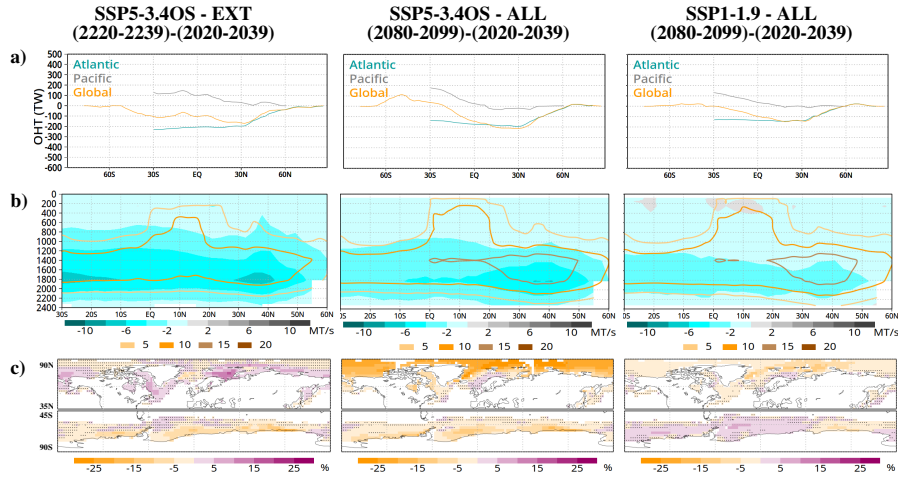 SSP5-3.4OS - EXT
(2220-2239)-(2020-2039)
SSP5-3.4OS - ALL
(2080-2099)-(2020-2039)
SSP1-1.9 - ALL
(2080-2099)-(2020-2039)
a)
OHT (TW)
500
400
300
200
100
0
-100
-200
-300
-400
-500
-600
Atlantic
Pacific
Global
60S 30S EQ 30N 60N
Atlantic
Pacific
Global
60S 30S EQ 30N 60N
Atlantic
Pacific
Global
60S 30S EQ 30N 60N
b)
0
200
400
600
800
1000
1200
1400
1600
1800
2000
2200
2400
30S 20S 10S EQ 10N 20N 30N 40N 50N 60N
0S 20S 10S EQ 10N 20N 30N 40N 50N 60N
0S 20S 10S EQ 10N 20N 30N 40N 50N 60N
-10 -6 -2 2 6 10 MT/s
5 10 15 20
-10 -6 -2 2 6 10 MT/s
5 10 15 20
-10 -6 -2 2 6 10 MT/s
5 10 15 20
c)
90N
35N
45S
90S
-25 -15 -5 5 15 25 %
-25 -15 -5 5 15 25 %
-25 -15 -5 5 15 25 %